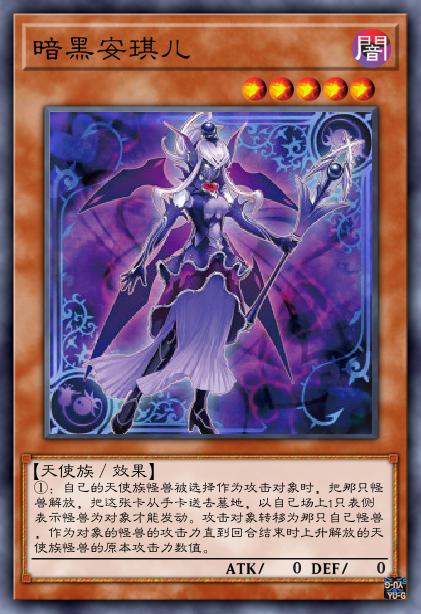 暗黑安琪儿
闇
【天使族／效果】
①：自己的天使族怪兽被选择作为攻击对象时，把那只怪
兽解放，把这张卡从手卡送去墓地，以自己场上1只表侧
表示怪兽为对象才能发动。攻击对象转移为那只自己怪兽
，作为对象的怪兽的攻击力直到回合结束时上升解放的天
使族怪兽的原本攻击力数值。
ATK/ 0 DEF/ 0